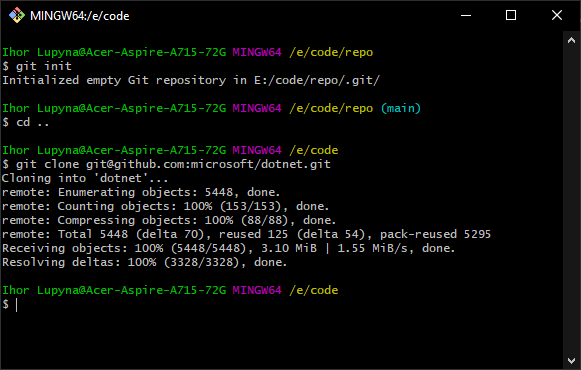 MINGW64:/e/code
Ihor Lupyna@Acer-Aspire-A715-72G MINGW64 /e/code/repo
$ git init
Initialized empty Git repository in E:/code/repo/.git/
Ihor Lupyna@Acer-Aspire-A715-72G MINGW64 /e/code/repo (main)
$ cd ..
Ihor Lupyna@Acer-Aspire-A715-72G MINGW64 /e/code
$ git clone git@github.com:microsoft/dotnet.git
Cloning into 'dotnet'...
remote: Enumerating objects: 5448, done.
remote: Counting objects: 100% (153/153), done.
remote: Compressing objects: 100% (88/88), done.
remote: Total 5448 (delta 70), reused 125 (delta 54), pack-reused 5295
Receiving objects: 100% (5448/5448), 3.10 MiB | 1.55 MiB/s, done.
Resolving deltas: 100% (3328/3328), done.
Ihor Lupyna@Acer-Aspire-A715-72G MINGW64 /e/code
$